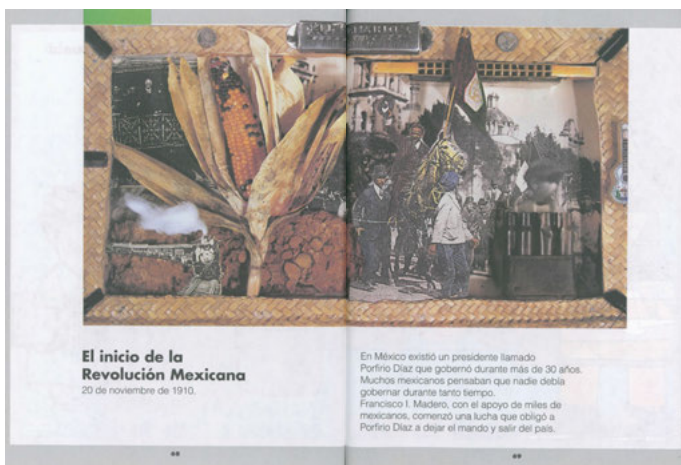 El inicio de la
Revolución Mexicana
20 de noviembre de 1910.
En México existió un presidente llamado
Porfirio Díaz que gobernó durante más de 30 años.
Muchos mexicanos pensaban que nadie debía
gobernar durante tanto tiempo.
Francisco I. Madero, con el apoyo de miles de
mexicanos, comenzó una lucha que obligó a
Porfirio Díaz a dejar el mando y salir del país.
68
69